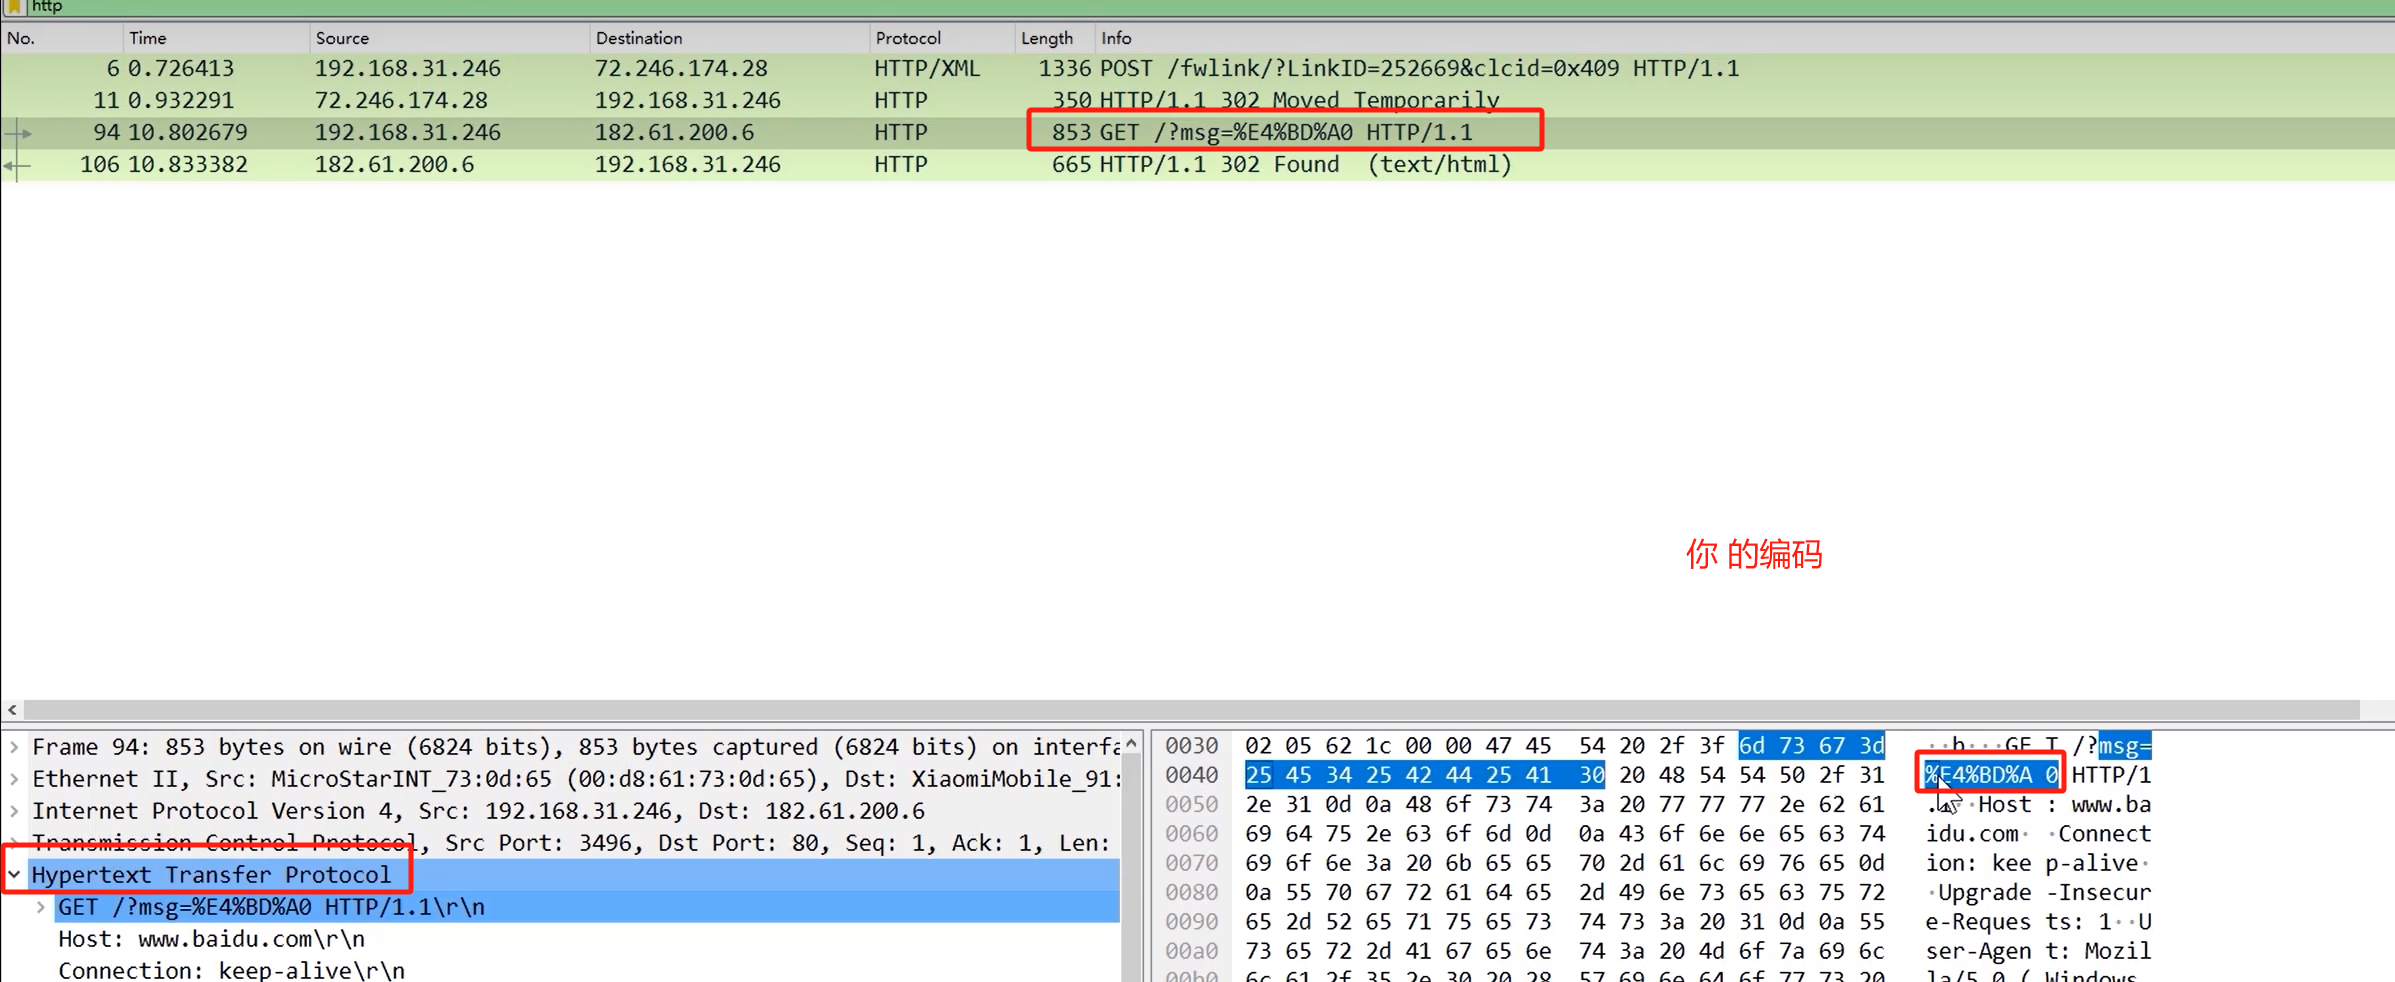 http
No. Time Source Destination Protocol Length Info
6 0.726413 192.168.31.246 72.246.174.28 HTTP/XML 1336 POST /fwlink/?LinkID=252669&clcid=0x409 HTTP/1.1
11 0.932291 72.246.174.28 192.168.31.246 HTTP 350 HTTP/1.1 302 Moved Temporarily
94 10.802679 192.168.31.246 182.61.200.6 HTTP 853 GET /?msg=%E4%BD%A0 HTTP/1.1
106 10.833382 182.61.200.6 192.168.31.246 HTTP 665 HTTP/1.1 302 Found (text/html)
你 的编码
Frame 94: 853 bytes on wire (6824 bits), 853 bytes captured (6824 bits) on interfa
Ethernet II, Src: MicroStarINT_73:0d:65 (00:d8:61:73:0d:65), Dst: XiaomiMobile_91:
Internet Protocol Version 4, Src: 192.168.31.246, Dst: 182.61.200.6
Transmission Control Protocol, Src Port: 3496, Dst Port: 80, Seq: 1, Ack: 1, Len:
Hypertext Transfer Protocol
GET /?msg=%E4%BD%A0 HTTP/1.1\r\n
Host: www.baidu.com\r\n
Connection: keep-alive\r\n
0030 02 05 62 1c 00 00 47 45 54 20 2f 3f 6d 73 67 3d ··b···GE T /?msg=
0040 25 45 34 25 42 44 25 41 30 20 48 54 54 50 2f 31 %E4%BD%A 0 HTTP/1
0050 2e 31 0d 0a 48 6f 73 74 3a 20 77 77 77 2e 62 61 ·Host : www.ba
0060 69 64 75 2e 63 6f 6d 0d 0a 43 6f 6e 6e 65 63 74 idu.com· ·Connect
0070 69 6f 6e 3a 20 6b 65 65 70 2d 61 6c 69 76 65 0d ion: kee p-alive·
0080 0a 55 70 67 72 61 64 65 2d 49 6e 73 65 63 75 72 ·Upgrade -Insecur
0090 65 2d 52 65 71 75 65 73 74 73 3a 20 31 0d 0a 55 e-Reques ts: 1··U
00a0 73 65 72 2d 41 67 65 6e 74 3a 20 4d 6f 7a 69 6c ser-Agen t: Mozil
00b0 6c 61 2f 35 2e 30 20 28 57 69 6e 64 6f 77 73 20 la/5.0 ( Windows